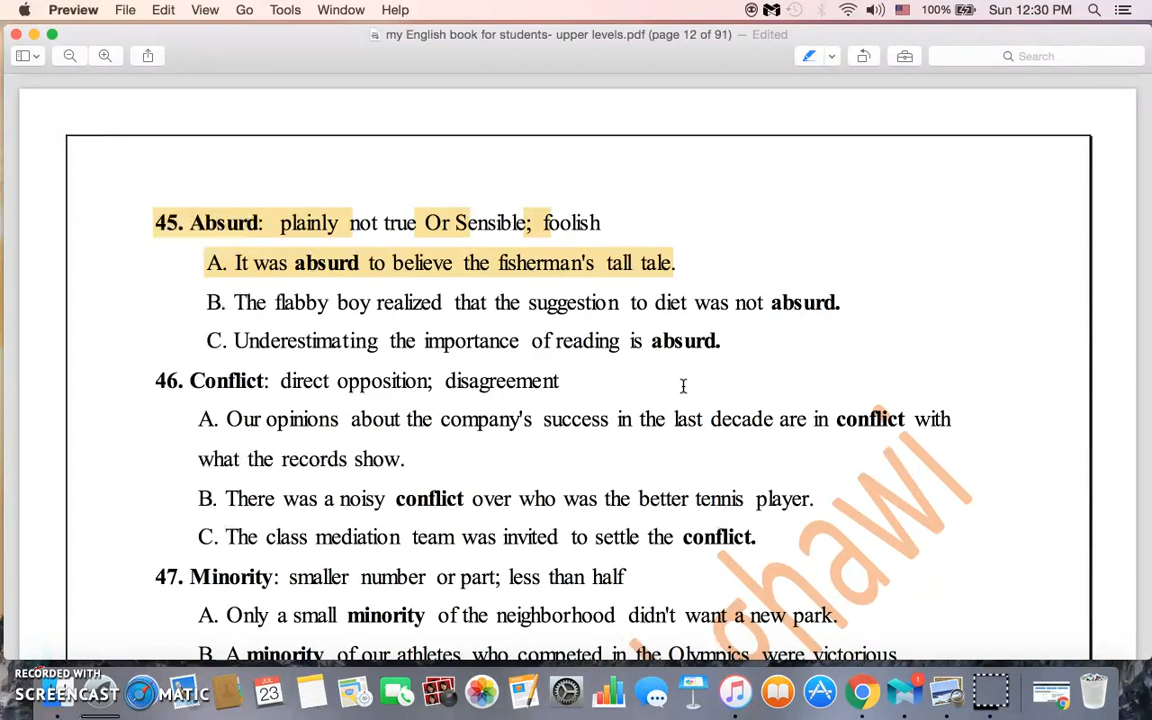 Preview File Edit View Go Tools Window Help 100% Sun 12:30 PM
my English book for students- upper levels.pdf (page 12 of 91) — Edited
Search
45. Absurd: plainly not true Or Sensible; foolish
A. It was absurd to believe the fisherman's tall tale.
B. The flabby boy realized that the suggestion to diet was not absurd.
C. Underestimating the importance of reading is absurd.
46. Conflict: direct opposition; disagreement
A. Our opinions about the company's success in the last decade are in conflict with
what the records show.
B. There was a noisy conflict over who was the better tennis player.
C. The class mediation team was invited to settle the conflict.
47. Minority: smaller number or part; less than half
A. Only a small minority of the neighborhood didn't want a new park.
B. A minority of our athletes who competed in the Olympics were victorious.
RECORDED WITH
SCREENCAST MATIC
23
1